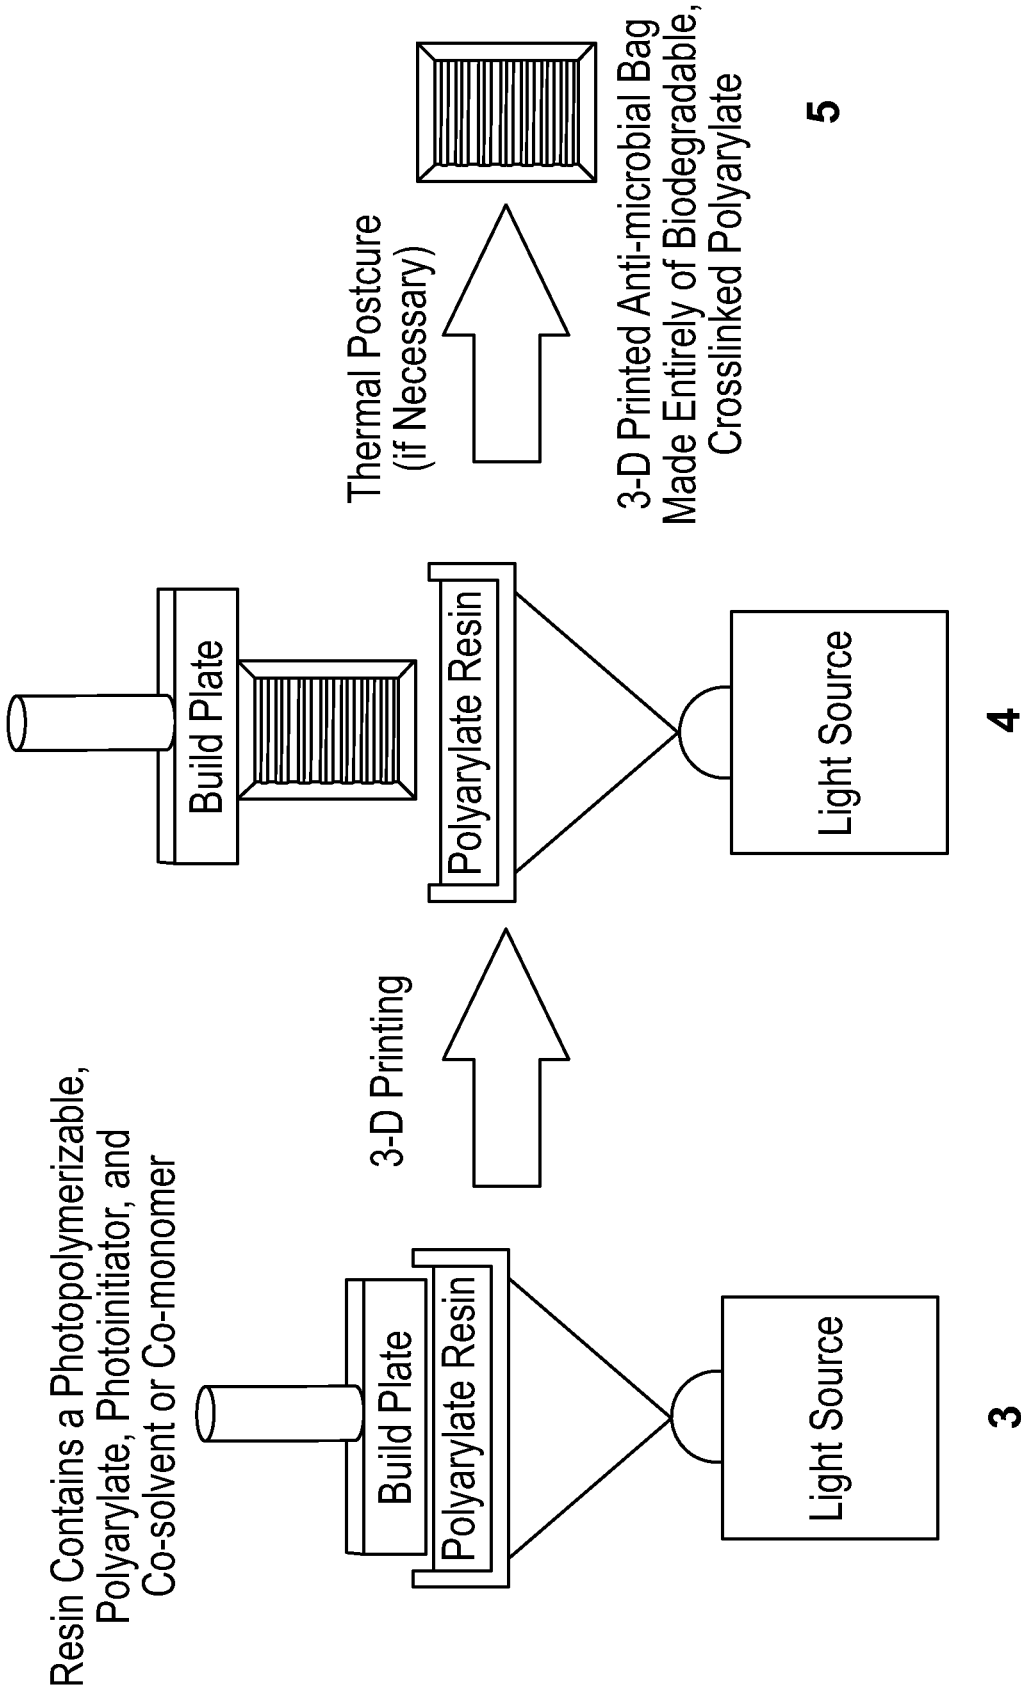 Resin Contains a Photopolymerizable,
Polyarylate, Photoinitiator, and
Co-solvent or Co-monomer
Build Plate
Polyarylate Resin
Light Source
3
3-D Printing
Build Plate
Polyarylate Resin
Light Source
4
Thermal Postcure
(if Necessary)
3-D Printed Anti-microbial Bag
Made Entirely of Biodegradable,
Crosslinked Polyarylate
5